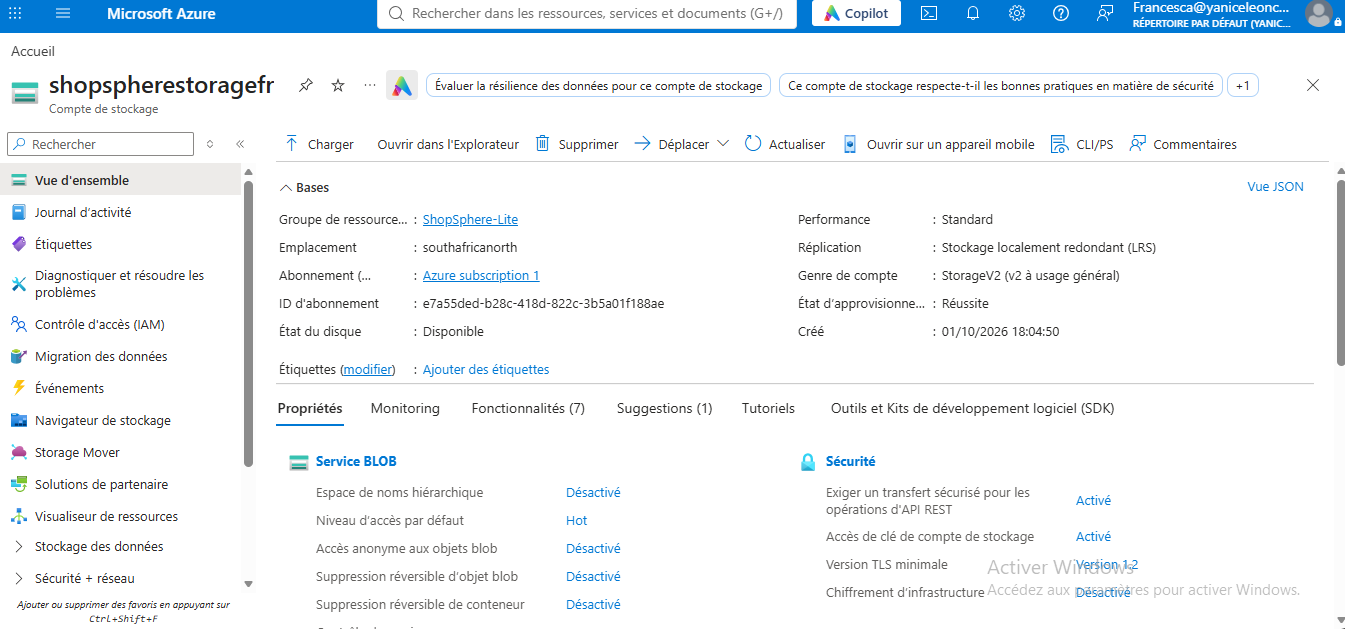 Microsoft Azure
Rechercher dans les ressources, services et documents (G+/)
Copilot
Francesca@yaniceleonc...
RÉPERTOIRE PAR DÉFAUT (YANIC...
Accueil
shopspherestoragefr
Compte de stockage
Évaluer la résilience des données pour ce compte de stockage
Ce compte de stockage respecte-t-il les bonnes pratiques en matière de sécurité
+1
Rechercher
Charger
Ouvrir dans l'Explorateur
Supprimer
Déplacer
Actualiser
Ouvrir sur un appareil mobile
CLI/PS
Commentaires
Vue d'ensemble
Journal d'activité
Étiquettes
Diagnostiquer et résoudre les
problèmes
Contrôle d'accès (IAM)
Migration des données
Événements
Navigateur de stockage
Storage Mover
Solutions de partenaire
Visualiseur de ressources
Stockage des données
Sécurité + réseau
Ajouter ou supprimer des favoris en appuyant sur
Ctrl+Shift+F
Bases
Vue JSON
Groupe de ressource... : ShopSphere-Lite
Emplacement : southafricanorth
Abonnement (... : Azure subscription 1
ID d'abonnement : e7a55ded-b28c-418d-822c-3b5a01f188ae
État du disque : Disponible
Performance : Standard
Réplication : Stockage localement redondant (LRS)
Genre de compte : StorageV2 (v2 à usage général)
État d'approvisionne... : Réussite
Créé : 01/10/2026 18:04:50
Étiquettes (modifier) : Ajouter des étiquettes
Propriétés
Monitoring
Fonctionnalités (7)
Suggestions (1)
Tutoriels
Outils et Kits de développement logiciel (SDK)
Service BLOB
Espace de noms hiérarchique Désactivé
Niveau d'accès par défaut Hot
Accès anonyme aux objets blob Désactivé
Suppression réversible d'objet blob Désactivé
Suppression réversible de conteneur Désactivé
Sécurité
Exiger un transfert sécurisé pour les
opérations d'API REST Activé
Accès de clé de compte de stockage Activé
Version TLS minimale Version 1.2
Chiffrement d'infrastructure Désactivé
Activer Windows
Accédez aux paramètres pour activer Windows.